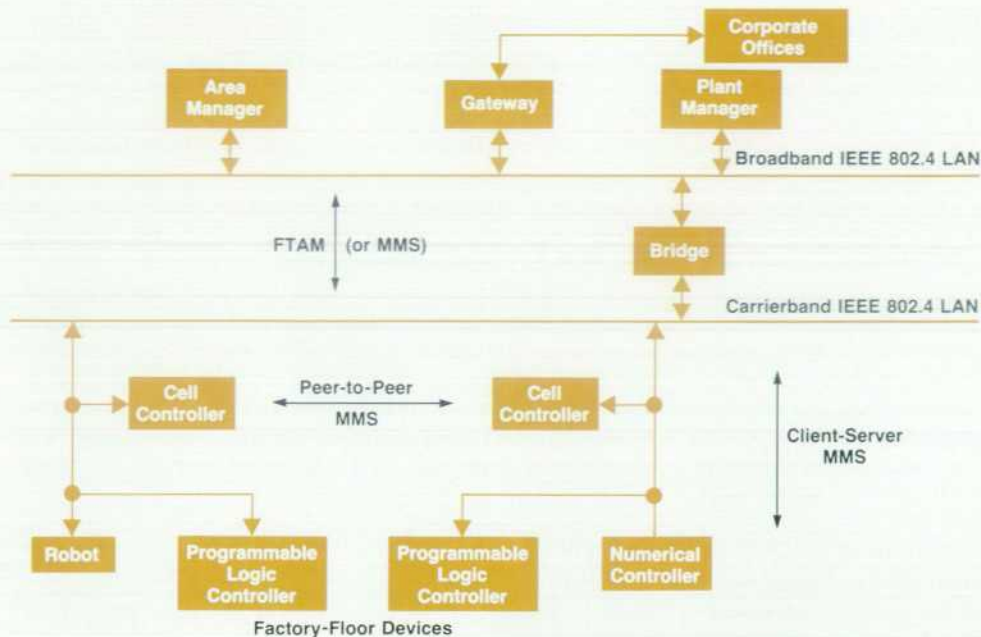 Corporate
Offices
Area
Manager
Gateway
Plant
Manager
Broadband IEEE 802.4 LAN
FTAM (or MMS)
Bridge
Carrierband IEEE 802.4 LAN
Peer-to-Peer
MMS
Cell
Controller
Cell
Controller
Client-Server
MMS
Robot
Programmable
Logic
Controller
Programmable
Logic
Controller
Numerical
Controller
Factory-Floor Devices